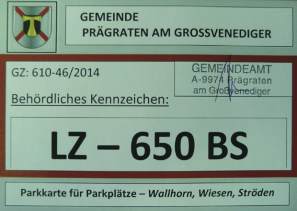 GEMEINDE
PRÄGRATEN AM GROSSVENEDIGER
GZ: 610-46/2014
GEMEINDEAMT
A-9974 Prägraten
am Großvenediger
Behördliches Kennzeichen:
LZ – 650 BS
Parkkarte für Parkplätze – Wallhorn, Wiesen, Ströden